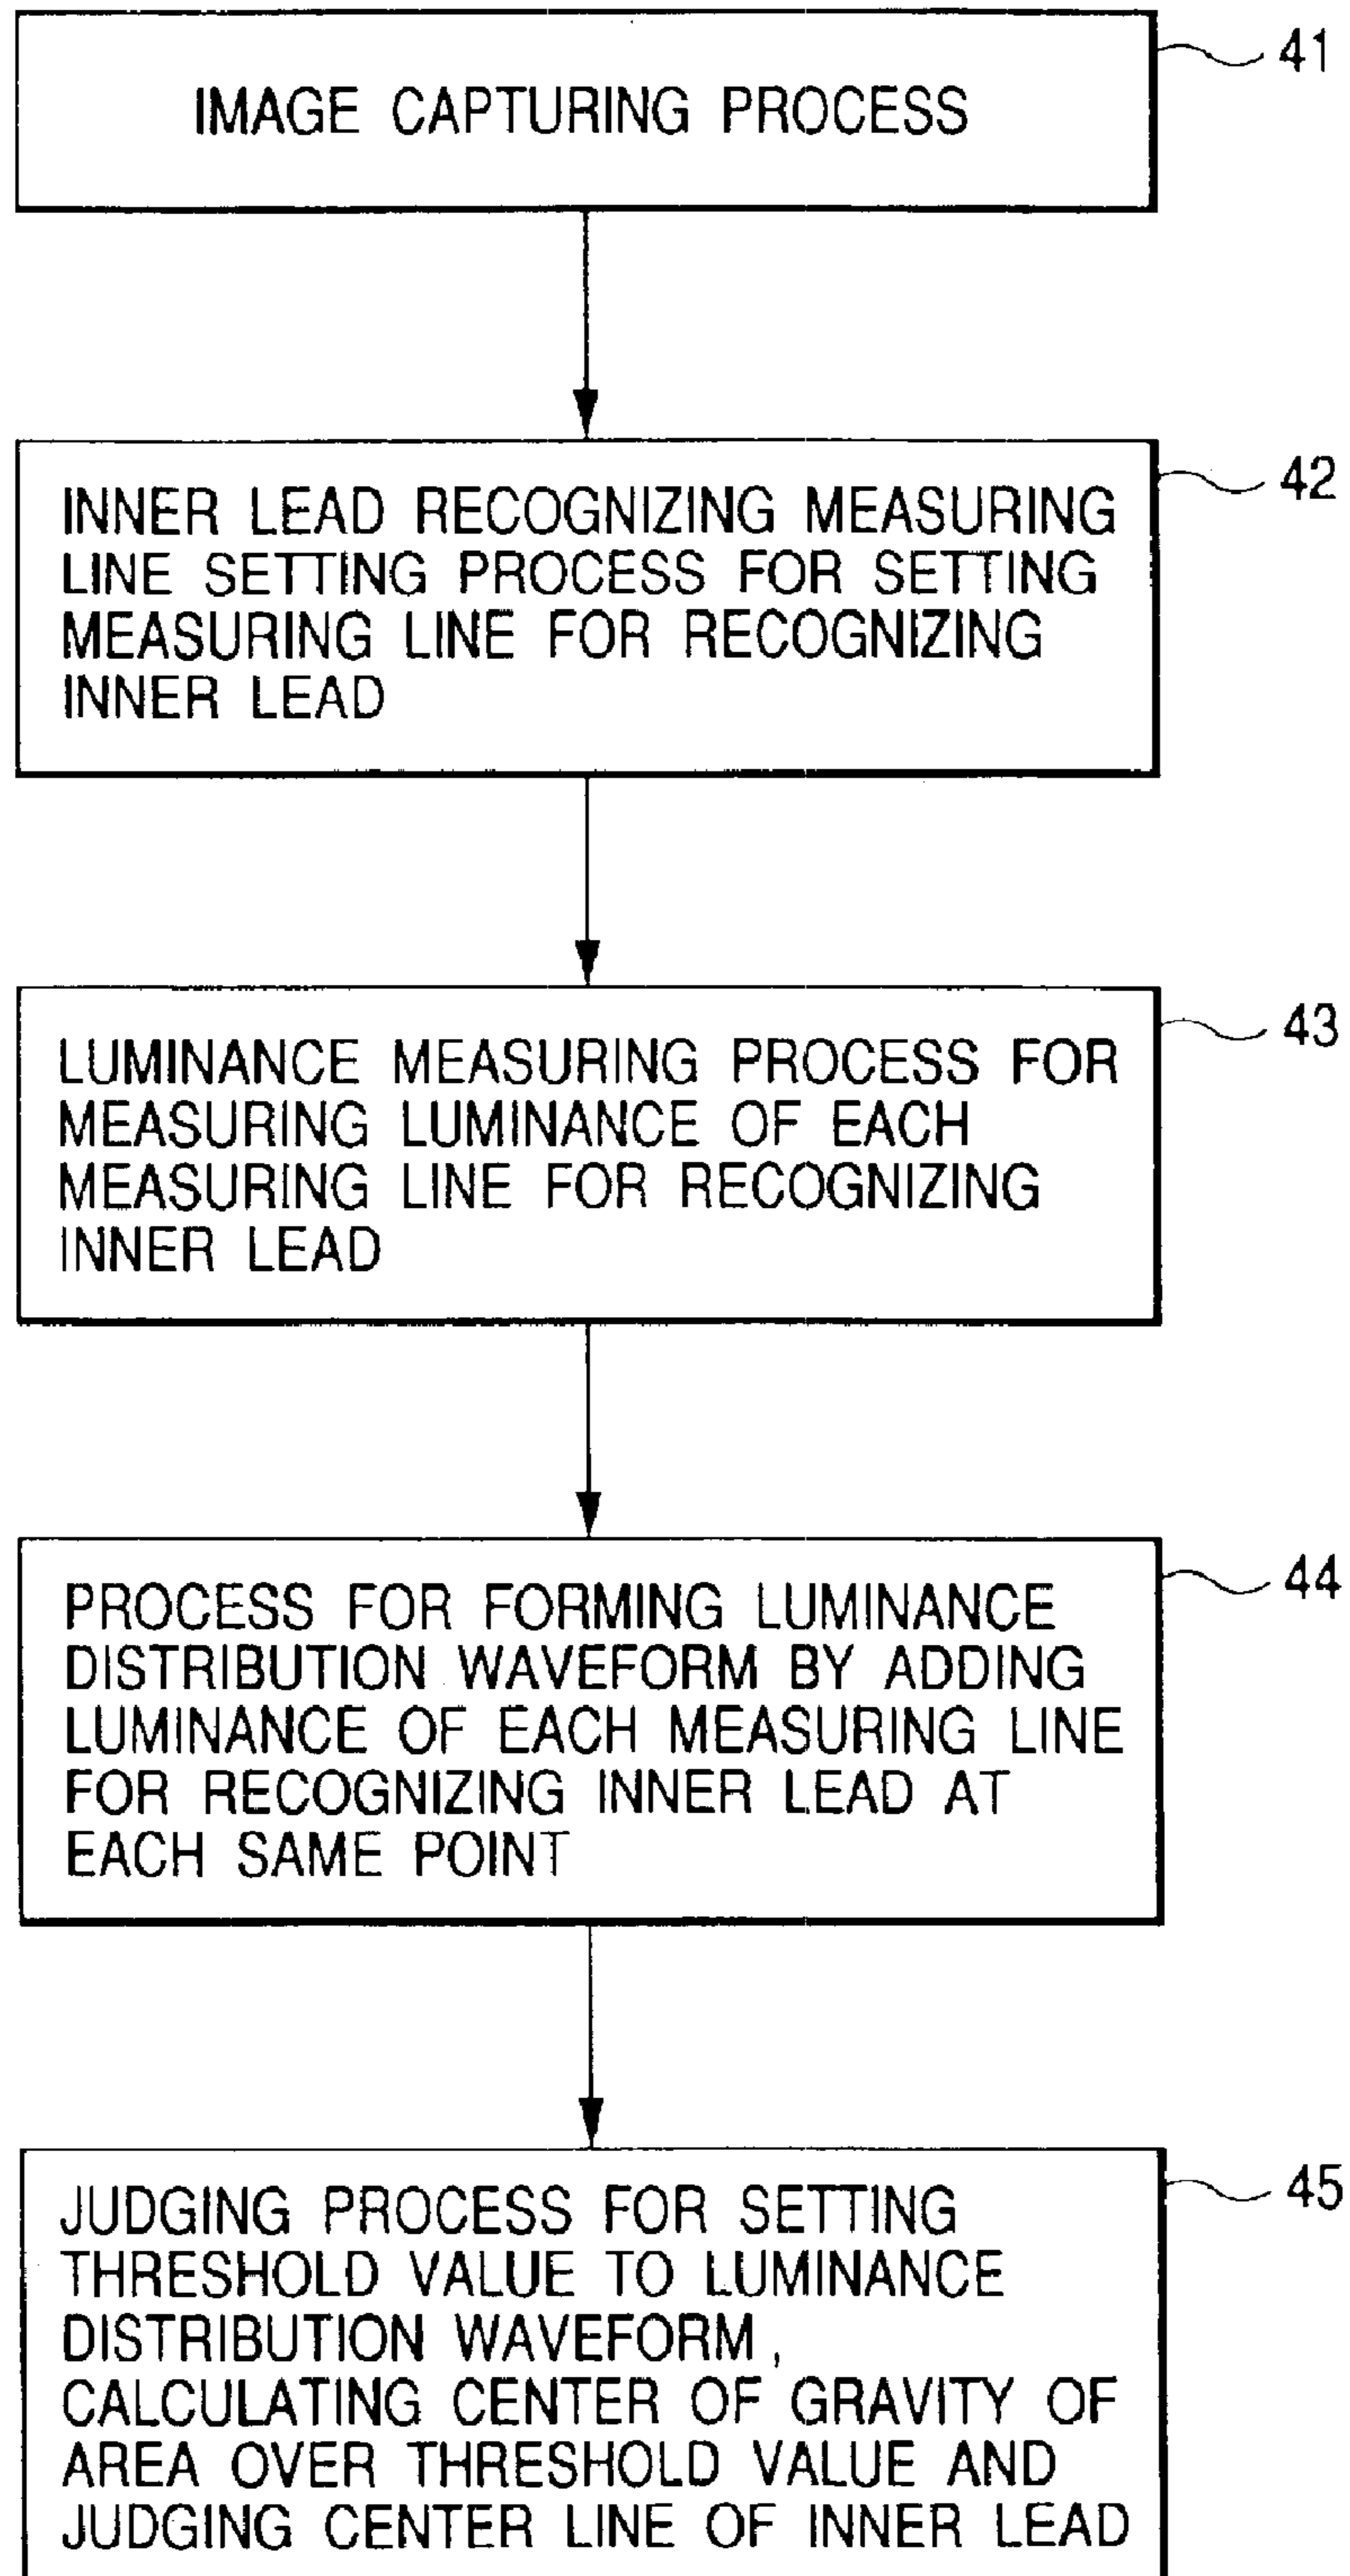 IMAGE CAPTURING PROCESS
41
INNER LEAD RECOGNIZING MEASURING
LINE SETTING PROCESS FOR SETTING
MEASURING LINE FOR RECOGNIZING
INNER LEAD
42
LUMINANCE MEASURING PROCESS FOR
MEASURING LUMINANCE OF EACH
MEASURING LINE FOR RECOGNIZING
INNER LEAD
43
PROCESS FOR FORMING LUMINANCE
DISTRIBUTION WAVEFORM BY ADDING
LUMINANCE OF EACH MEASURING LINE
FOR RECOGNIZING INNER LEAD AT
EACH SAME POINT
44
JUDGING PROCESS FOR SETTING
THRESHOLD VALUE TO LUMINANCE
DISTRIBUTION WAVEFORM,
CALCULATING CENTER OF GRAVITY OF
AREA OVER THRESHOLD VALUE AND
JUDGING CENTER LINE OF INNER LEAD
45